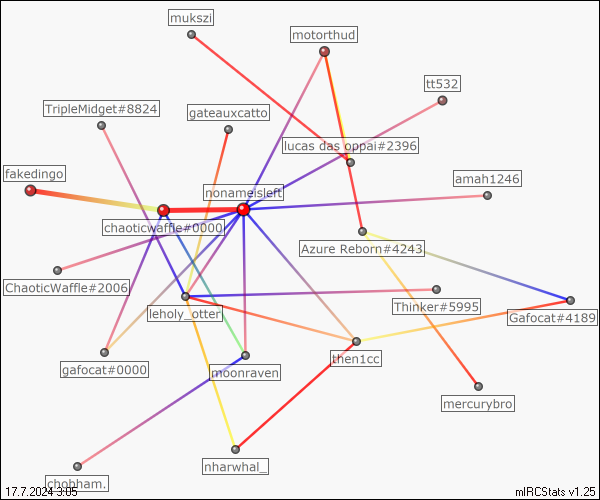 mukszi
motorthud
tt532
TripleMidget#8824
gateauxcatto
lucas das oppai#2396
fakedingo
nonameisleft
amah1246
chaoticwaffle#0000
Azure Reborn#4243
ChaoticWaffle#2006
leholy_otter
Thinker#5995
Gafocat#4189
gafocat#0000
moonraven
then1cc
mercurybro
nharwhal_
chobham.
17.7.2024 3:05
mIRCStats v1.25